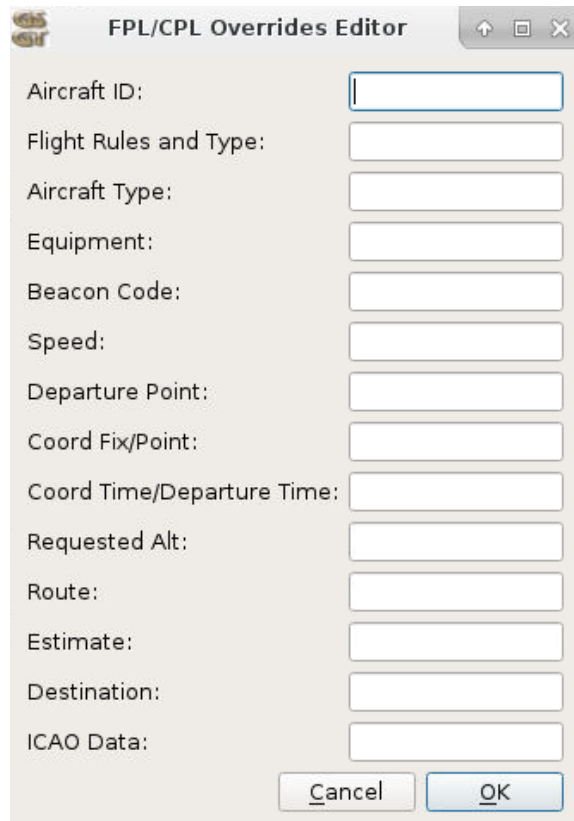 FPL/CPL Overrides Editor
Aircraft ID:
Flight Rules and Type:
Aircraft Type:
Equipment:
Beacon Code:
Speed:
Departure Point:
Coord Fix/Point:
Coord Time/Departure Time:
Requested Alt:
Route:
Estimate:
Destination:
ICAO Data:
Cancel OK